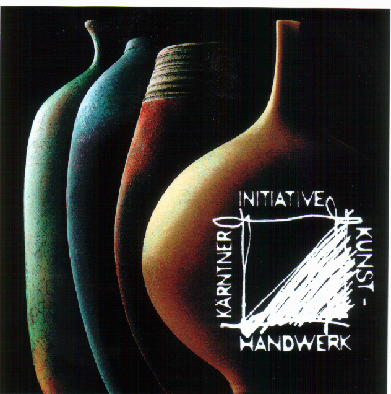 KÄRNTNER
INITIATIVE
KUNST-
HANDWERK